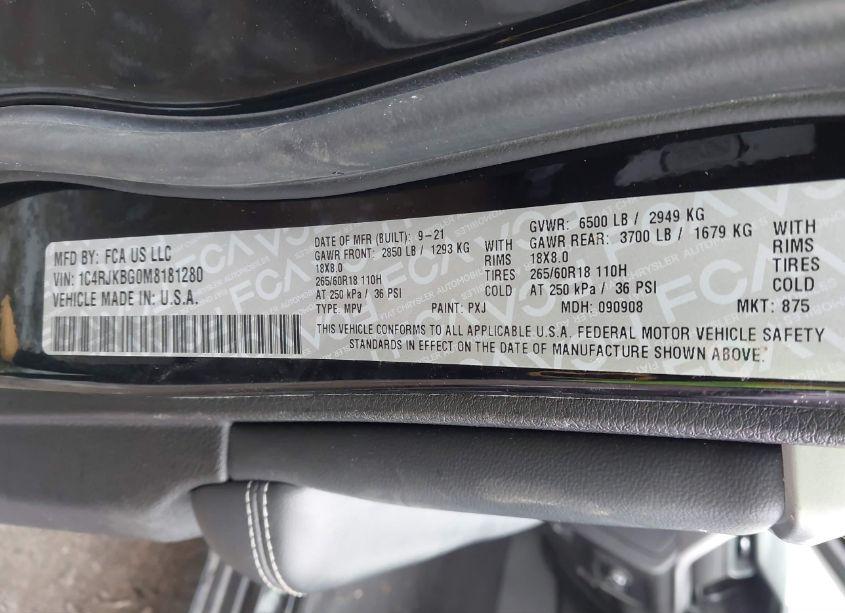 MFD BY: FCA US LLC
VIN: 1C4RJKBG0M8181280
VEHICLE MADE IN: U.S.A.
DATE OF MFR (BUILT): 9-21
GAWR FRONT: 2850 LB / 1293 KG WITH
18X8.0 RIMS
265/60R18 110H TIRES
AT 250 kPa / 36 PSI COLD
TYPE: MPV PAINT: PXJ
GVWR: 6500 LB / 2949 KG
GAWR REAR: 3700 LB / 1679 KG WITH
18X8.0 RIMS
265/60R18 110H TIRES
AT 250 kPa / 36 PSI COLD
MDH: 090908 MKT: 875
THIS VEHICLE CONFORMS TO ALL APPLICABLE U.S.A. FEDERAL MOTOR VEHICLE SAFETY
STANDARDS IN EFFECT ON THE DATE OF MANUFACTURE SHOWN ABOVE.